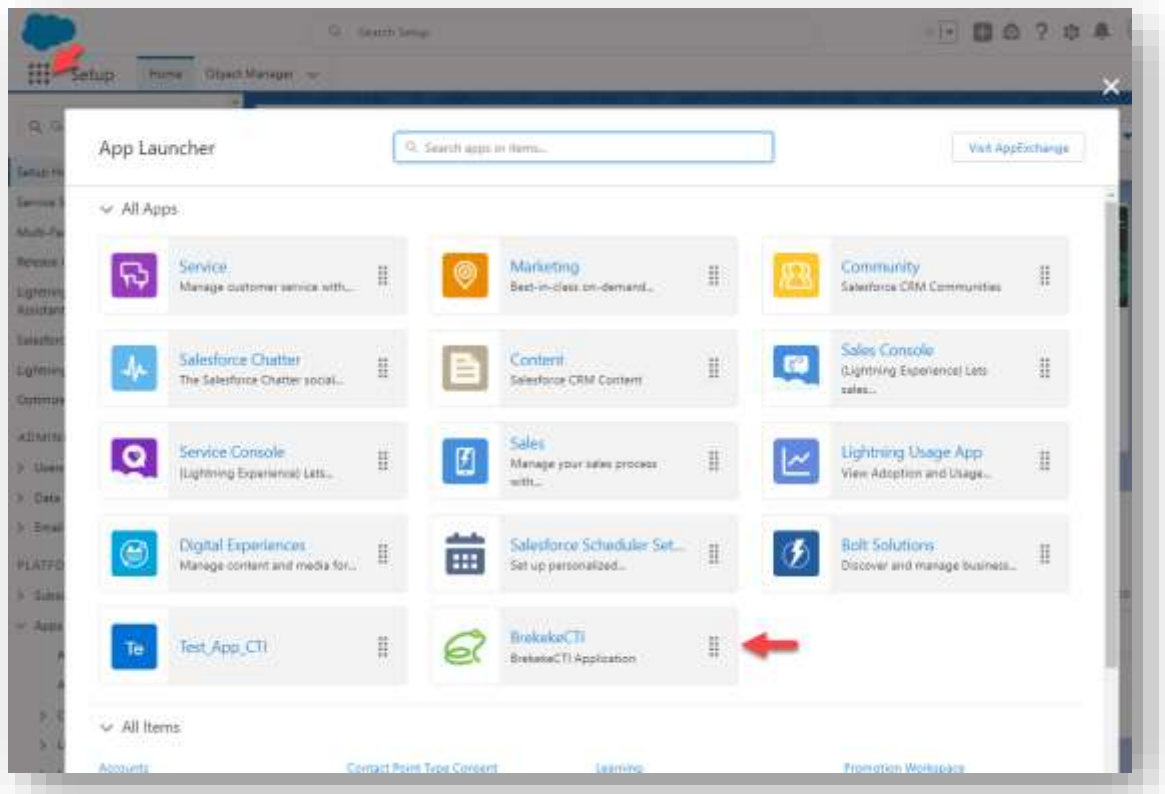 Search Setup
Setup Home Object Manager
App Launcher
Search apps or items...
Visit AppExchange
All Apps
Service
Manage customer service with...
Marketing
Best-in-class on-demand...
Community
Salesforce CRM Communities
Salesforce Chatter
The Salesforce Chatter social...
Content
Salesforce CRM Content
Sales Console
(Lightning Experience) Lets
sales...
Service Console
(Lightning Experience) Lets...
Sales
Manage your sales process
with...
Lightning Usage App
View Adoption and Usage...
Digital Experiences
Manage content and media for...
Salesforce Scheduler Set...
Set up personalized...
Bolt Solutions
Discover and manage business...
Te
Test_App_CTI
BrekekeCTI
BrekekeCTI Application
All Items
Accounts
Contact Point Type Consent
Learning
Promotion Workspace